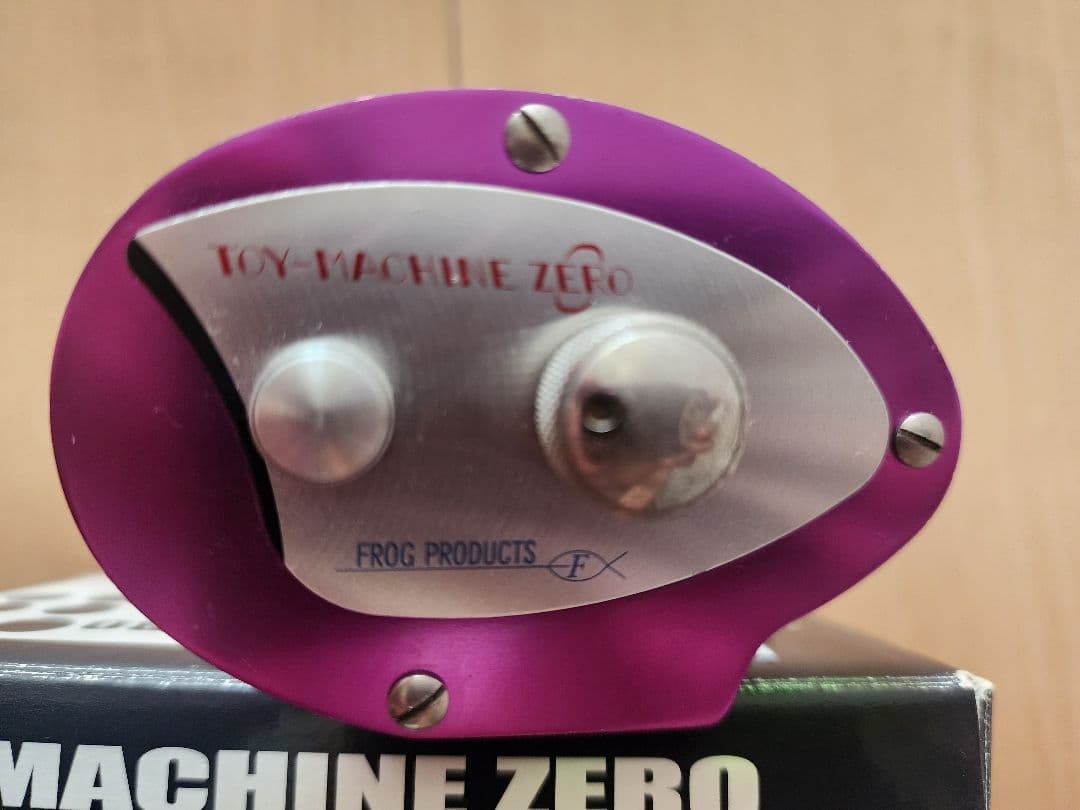 TOY-MACHINE ZERO
FROG PRODUCTS F
MACHINE ZERO